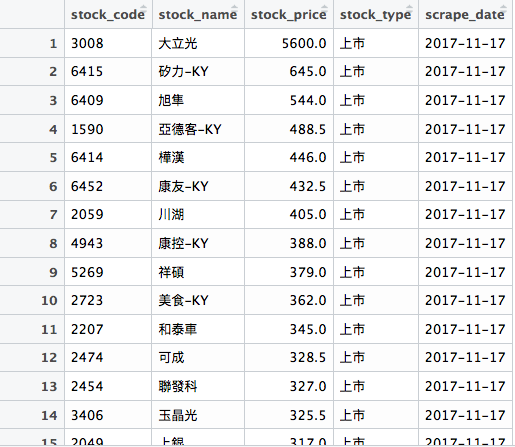 stock_code stock_name stock_price stock_type scrape_date
1 3008 大立光 5600.0 上市 2017-11-17
2 6415 矽力-KY 645.0 上市 2017-11-17
3 6409 旭隼 544.0 上市 2017-11-17
4 1590 亞德客-KY 488.5 上市 2017-11-17
5 6414 樺漢 446.0 上市 2017-11-17
6 6452 康友-KY 432.5 上市 2017-11-17
7 2059 川湖 405.0 上市 2017-11-17
8 4943 康控-KY 388.0 上市 2017-11-17
9 5269 祥碩 379.0 上市 2017-11-17
10 2723 美食-KY 362.0 上市 2017-11-17
11 2207 和泰車 345.0 上市 2017-11-17
12 2474 可成 328.5 上市 2017-11-17
13 2454 聯發科 327.0 上市 2017-11-17
14 3406 玉晶光 325.5 上市 2017-11-17
15 2049 上銀 317.0 上市 2017-11-17